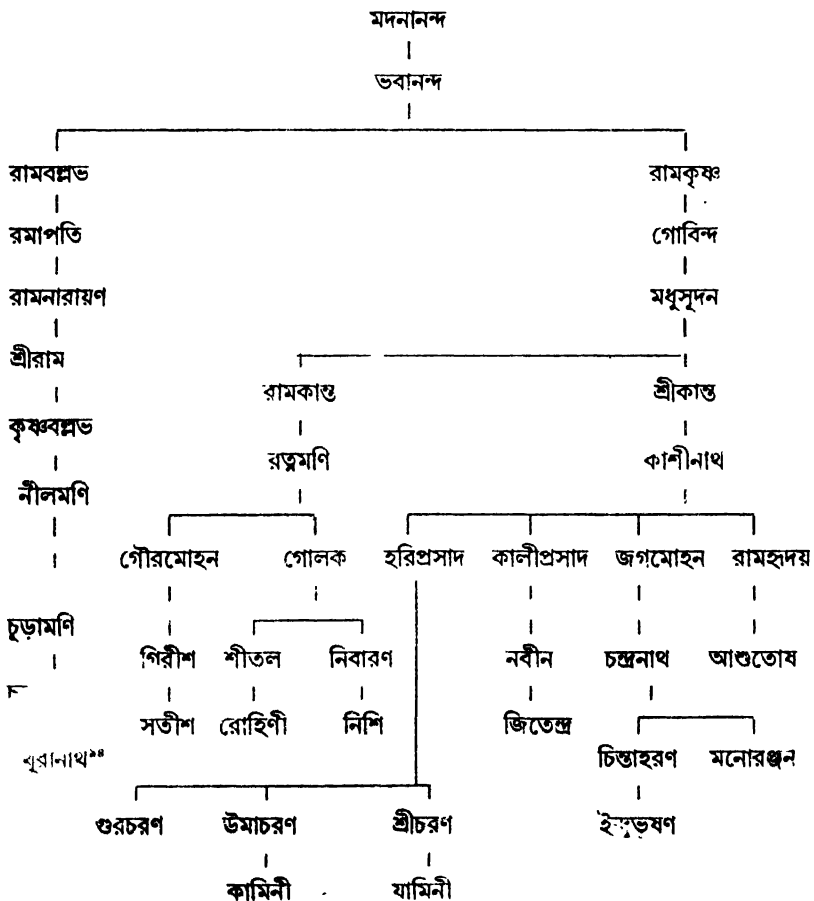 মদনানন্দ
ভবানন্দ
রামবল্লভ রামকৃষ্ণ
রমাপতি গোবিন্দ
রামনারায়ণ মধুসূদন
শ্রীরাম
রামকান্ত শ্রীকান্ত
কৃষ্ণবল্লভ
রত্নমণি কাশীনাথ
নীলমণি
গৌরমোহন গোলক হরিপ্রসাদ কালীপ্রসাদ জগমোহন রামহৃদয়
চূড়ামণি
গিরীশ শীতল নিবারণ নবীন চন্দ্রনাথ আশুতোষ
সতীশ রোহিণী নিশি জিতেন্দ্র
চিন্তাহরণ মনোরঞ্জন
গুরচরণ উমাচরণ শ্রীচরণ
কামিনী যামিনী